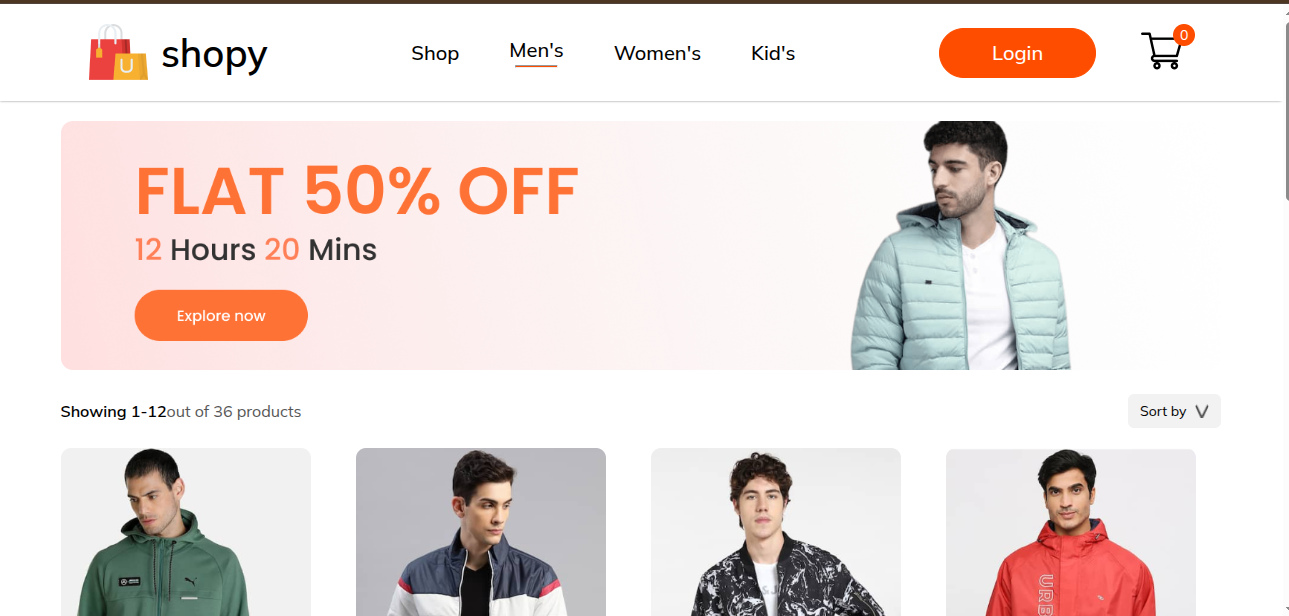 shopy
Shop Men's Women's Kid's
Login
0
U
FLAT 50% OFF
12 Hours 20 Mins
Explore now
Showing 1-12out of 36 products
Sort by
URB